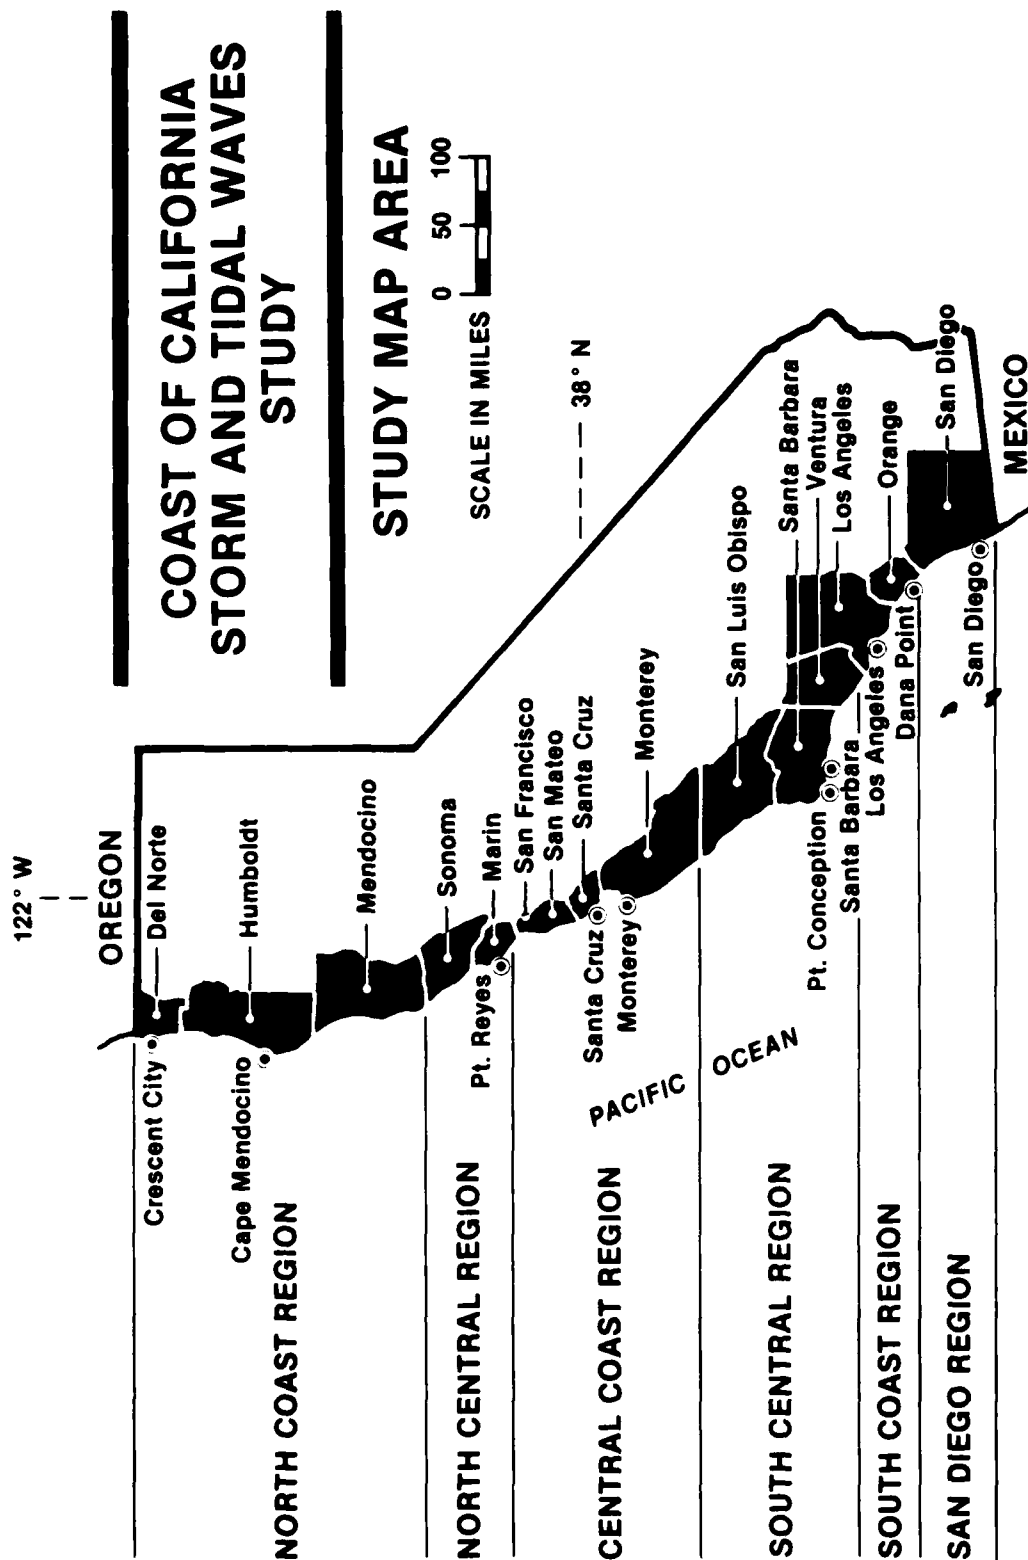 COAST OF CALIFORNIA
STORM AND TIDAL WAVES
STUDY
STUDY MAP AREA
0 50 100
SCALE IN MILES
122° W
38° N
OREGON
Del Norte
Humboldt
Mendocino
Sonoma
Marin
San Francisco
San Mateo
Santa Cruz
Monterey
San Luis Obispo
Santa Barbara
Ventura
Los Angeles
Orange
San Diego
MEXICO
Crescent City
Cape Mendocino
Pt. Reyes
Santa Cruz
Monterey
Pt. Conception
Santa Barbara
Los Angeles
Dana Point
San Diego
PACIFIC OCEAN
NORTH COAST REGION
NORTH CENTRAL REGION
CENTRAL COAST REGION
SOUTH CENTRAL REGION
SOUTH COAST REGION
SAN DIEGO REGION